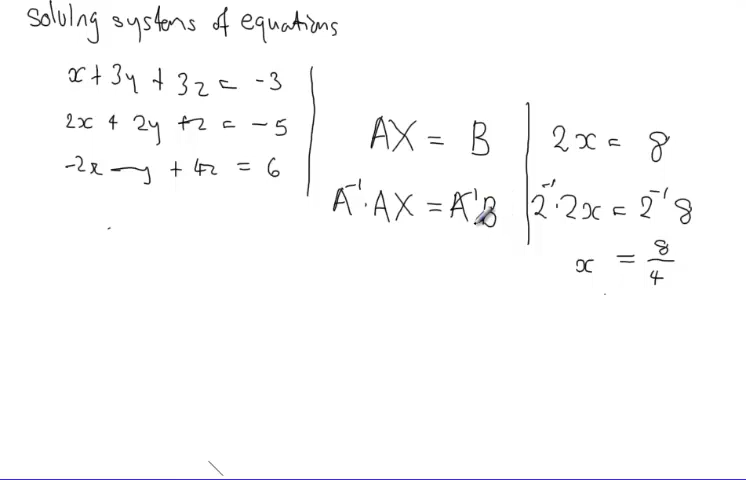 Solving systems of equations
x + 3y + 3z = -3
2x + 2y + z = -5
-2x - y + 4z = 6
AX = B
A⁻¹·AX = A⁻¹B
2x = 8
2⁻¹·2x = 2⁻¹8
x = 8/4